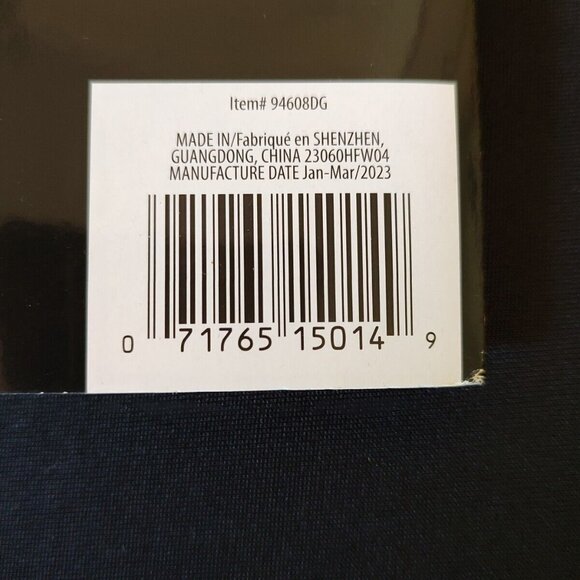 Item# 94608DG
MADE IN/Fabriqué en SHENZHEN,
GUANGDONG, CHINA 23060HFW04
MANUFACTURE DATE Jan-Mar/2023
0 71765 15014 9